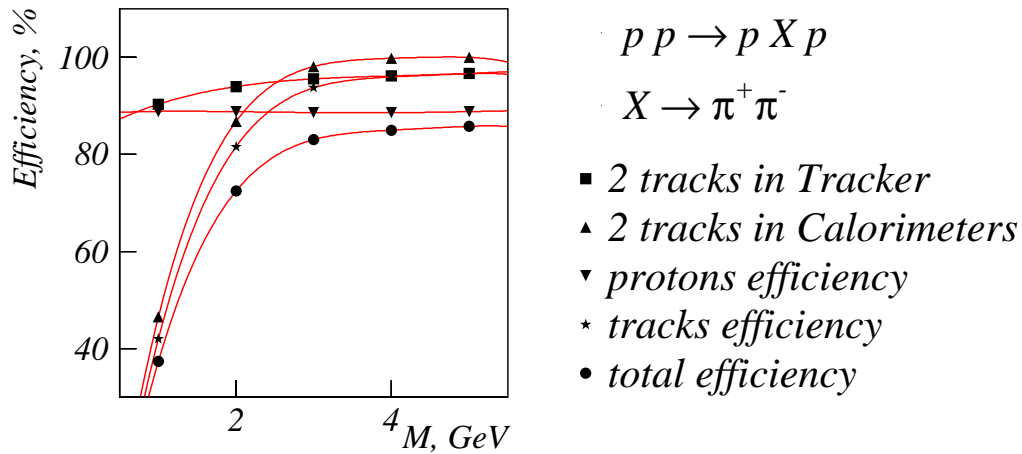 Efficiency, %
100
80
60
40
2
4
M, GeV
p p → p X p
X → π⁺π⁻
2 tracks in Tracker
2 tracks in Calorimeters
protons efficiency
tracks efficiency
total efficiency